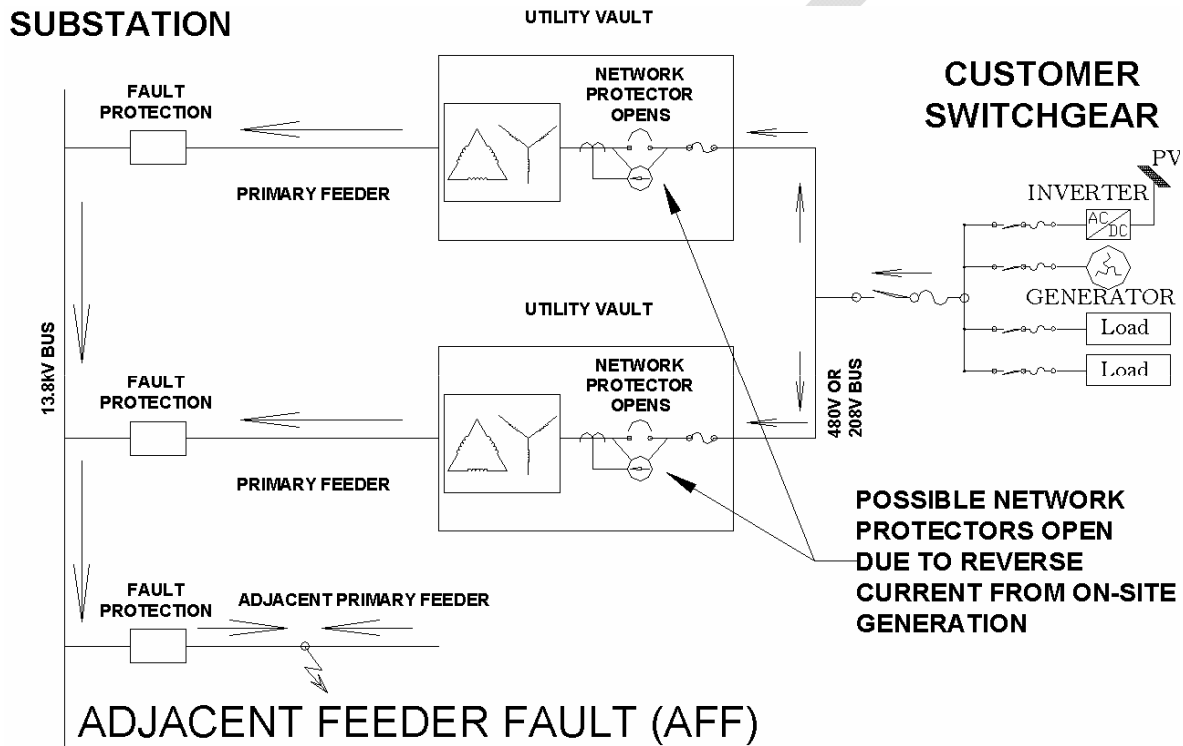 SUBSTATION
UTILITY VAULT
FAULT
PROTECTION
NETWORK
PROTECTOR
OPENS
PRIMARY FEEDER
CUSTOMER
SWITCHGEAR
PV
INVERTER
AC
DC
GENERATOR
Load
Load
13.8kV BUS
UTILITY VAULT
FAULT
PROTECTION
NETWORK
PROTECTOR
OPENS
PRIMARY FEEDER
480V OR
208V BUS
POSSIBLE NETWORK
PROTECTORS OPEN
DUE TO REVERSE
CURRENT FROM ON-SITE
GENERATION
FAULT
PROTECTION
ADJACENT PRIMARY FEEDER
ADJACENT FEEDER FAULT (AFF)